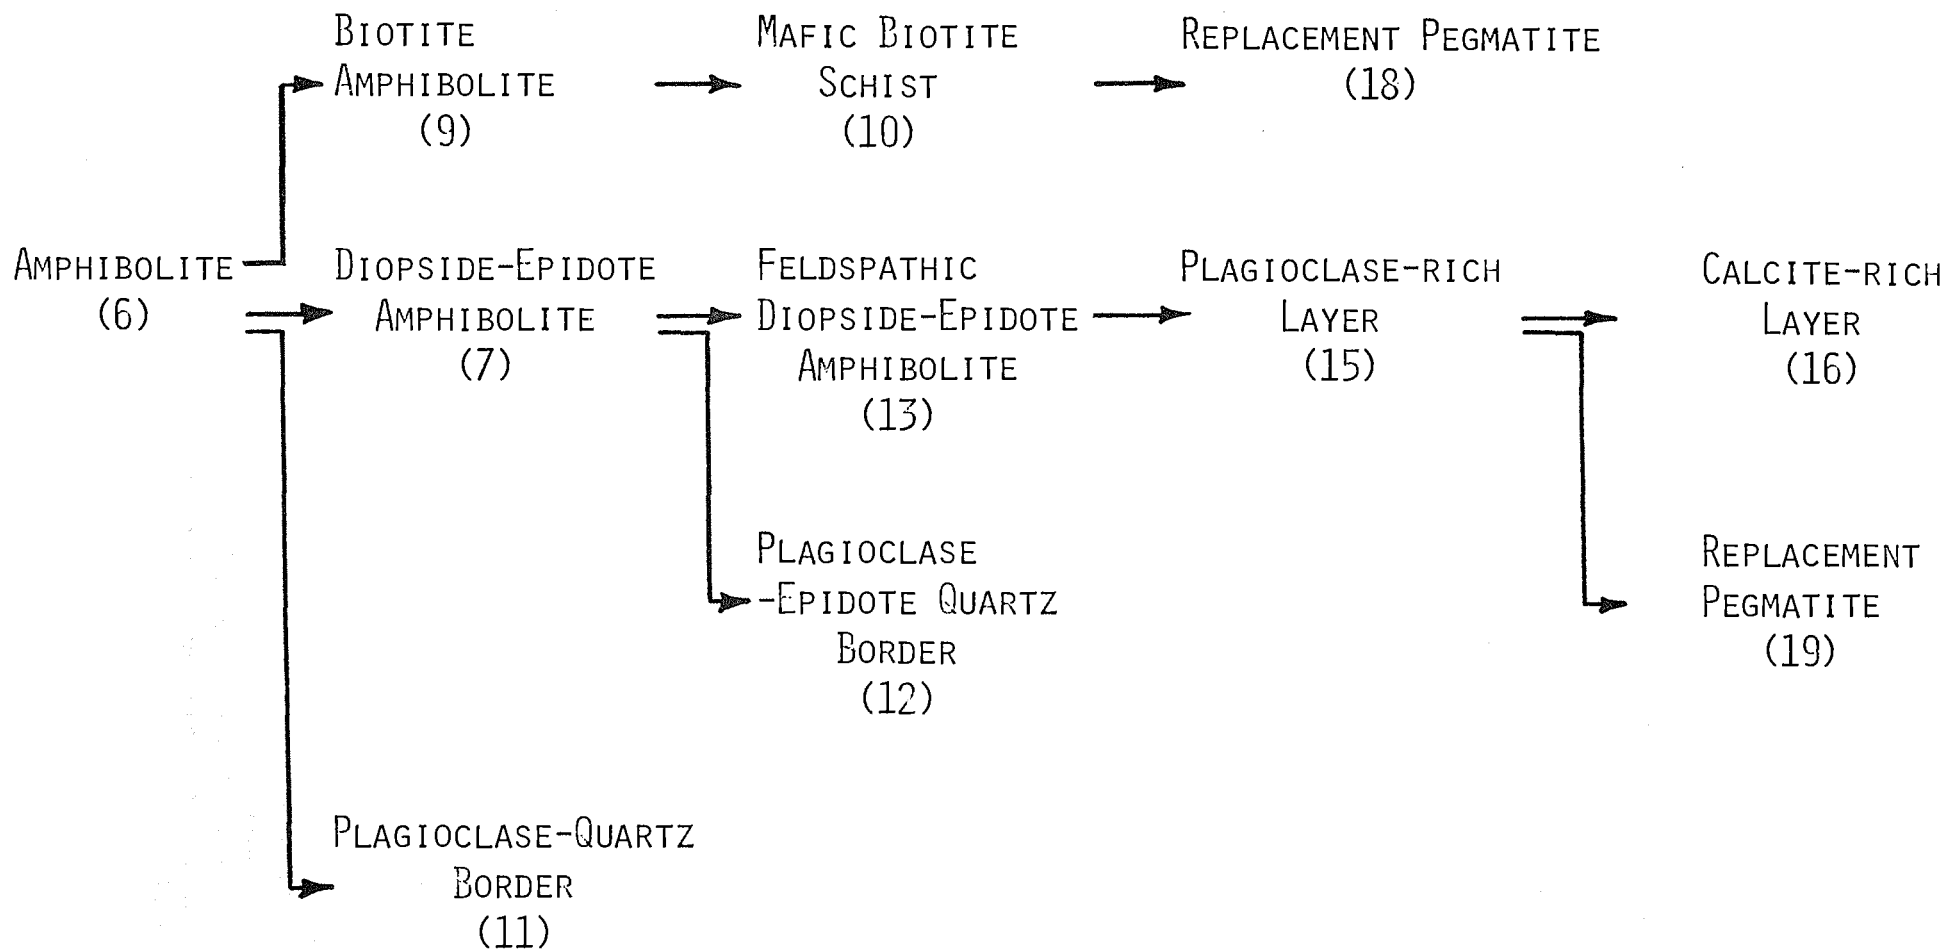 BIOTITE
AMPHIBOLITE
(9)
MAFIC BIOTITE
SCHIST
(10)
REPLACEMENT PEGMATITE
(18)
AMPHIBOLITE
(6)
DIOPSIDE-EPIDOTE
AMPHIBOLITE
(7)
FELDSPATHIC
DIOPSIDE-EPIDOTE
AMPHIBOLITE
(13)
PLAGIOCLASE-RICH
LAYER
(15)
CALCITE-RICH
LAYER
(16)
PLAGIOCLASE
-EPIDOTE QUARTZ
BORDER
(12)
REPLACEMENT
PEGMATITE
(19)
PLAGIOCLASE-QUARTZ
BORDER
(11)